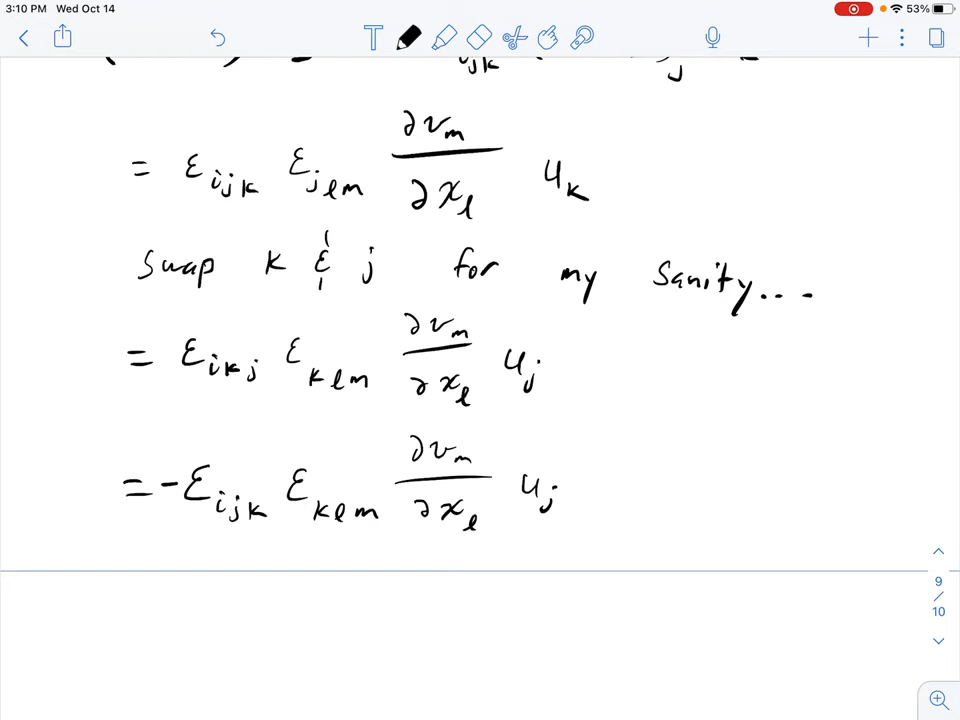 3:10 PM Wed Oct 14 53%
ijk j
= ε_ijk ε_jlm ∂v_m/∂x_l u_k
Swap k & j for my Sanity...
= ε_ikj ε_klm ∂v_m/∂x_l u_j
= -ε_ijk ε_klm ∂v_m/∂x_l u_j
9
/
10